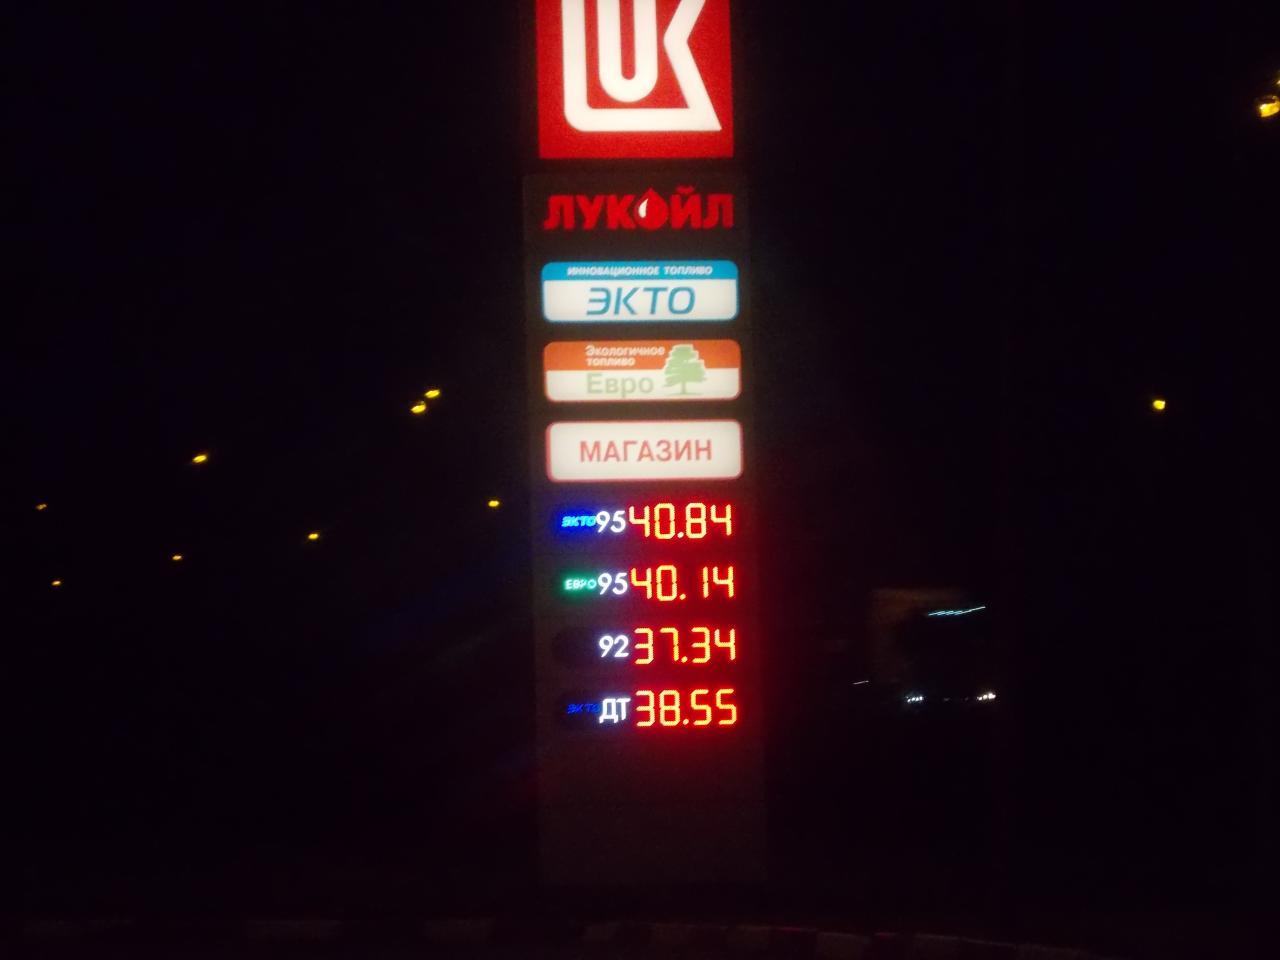 LUK
ЛУКОЙЛ
ИННОВАЦИОННОЕ ТОПЛИВО
ЭКТО
Экологичное
топливо
Евро
МАГАЗИН
ЭКТО 95 40.84
ЕВРО 95 40.14
92 37.34
ЭКТО ДТ 38.55